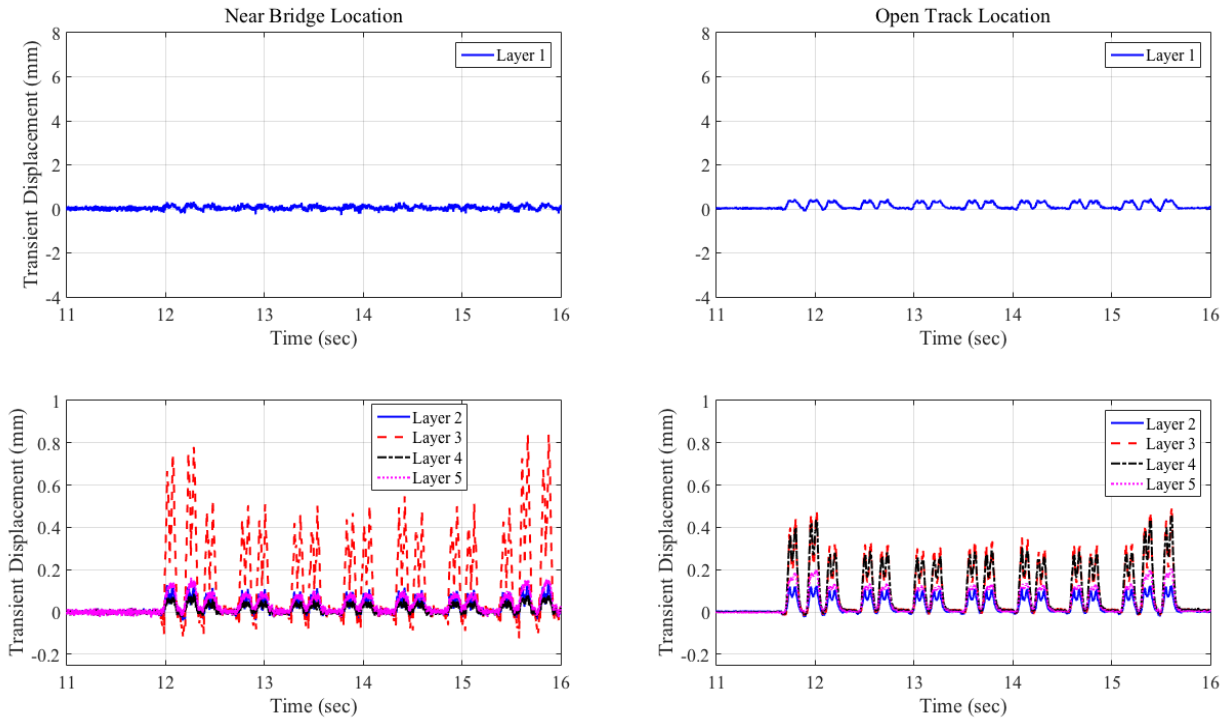 Near Bridge Location
Transient Displacement (mm)
8
6
4
2
0
-2
-4
Layer 1
11 12 13 14 15 16
Time (sec)
Open Track Location
Transient Displacement (mm)
8
6
4
2
0
-2
-4
Layer 1
11 12 13 14 15 16
Time (sec)
Transient Displacement (mm)
1
0.8
0.6
0.4
0.2
0
-0.2
Layer 2
Layer 3
Layer 4
Layer 5
11 12 13 14 15 16
Time (sec)
Transient Displacement (mm)
1
0.8
0.6
0.4
0.2
0
-0.2
Layer 2
Layer 3
Layer 4
Layer 5
11 12 13 14 15 16
Time (sec)